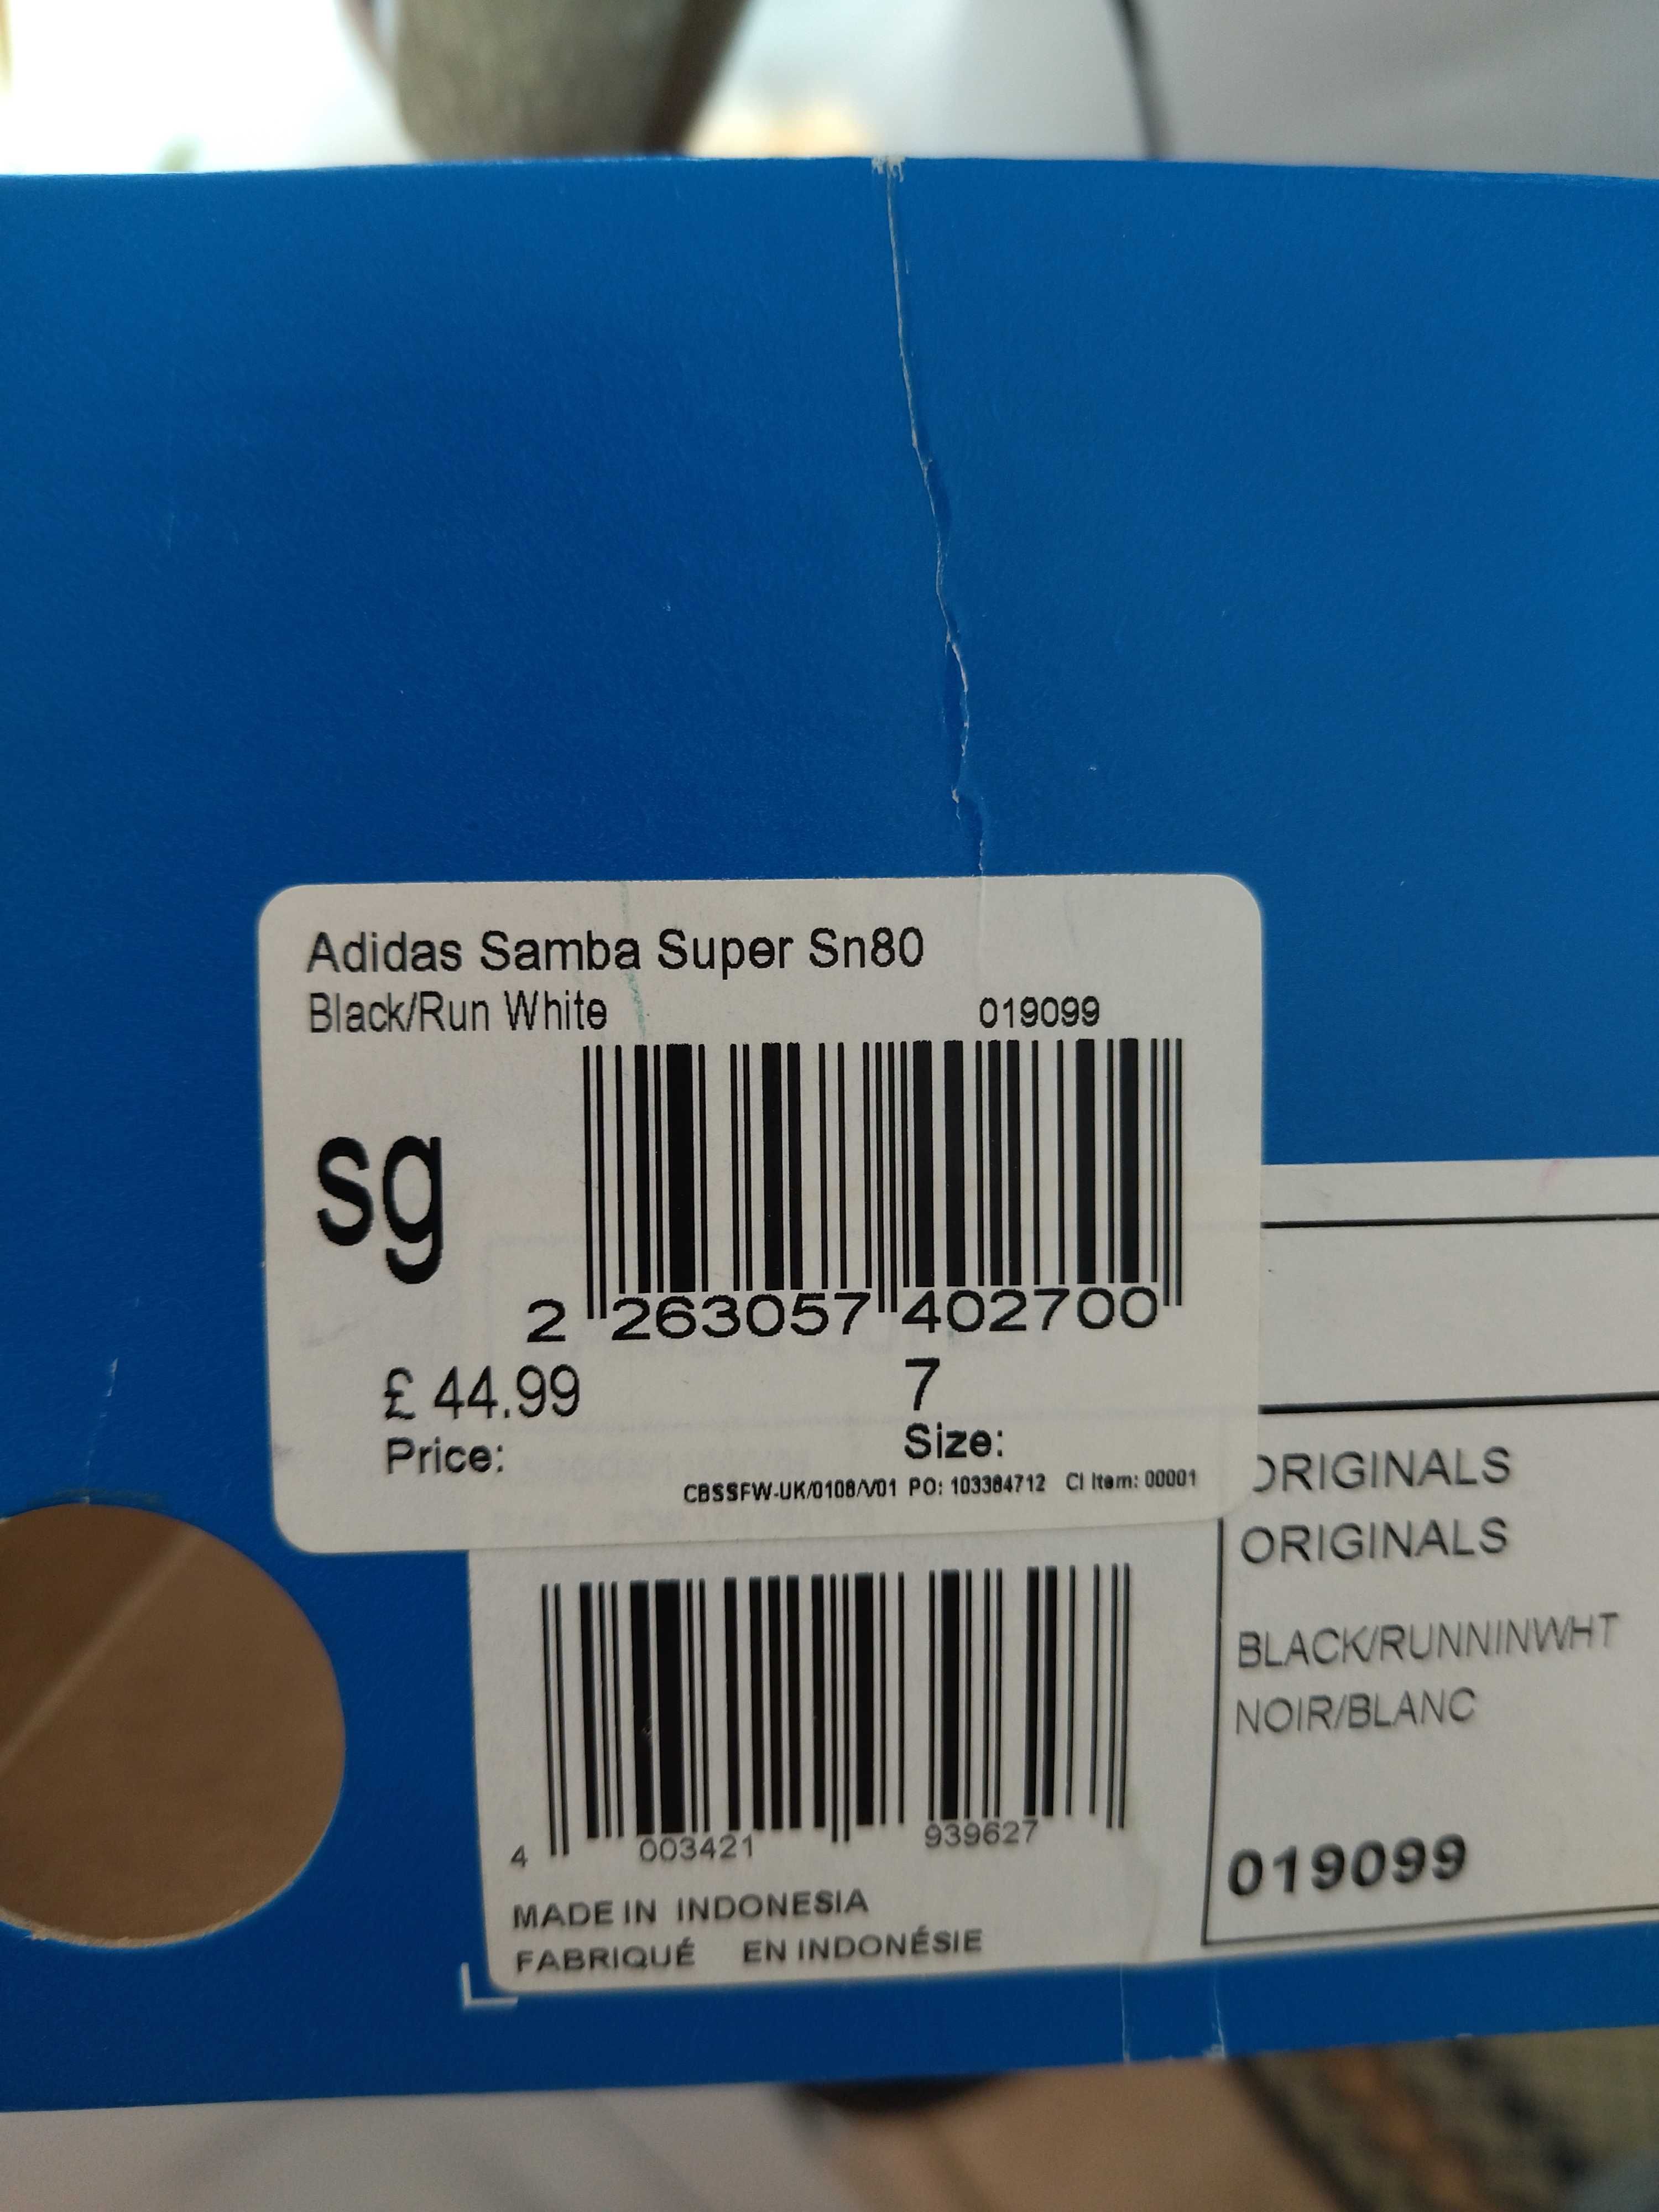 Adidas Samba Super Sn80
Black/Run White
019099
sg
2 263057 402700
£ 44.99
7
Price:
Size:
CBSSFW-UK/0108/V01 PO: 103384712 CI Item: 00001
ORIGINALS
ORIGINALS
BLACK/RUNNINWHT
NOIR/BLANC
019099
4 003421 939627
MADE IN INDONESIA
FABRIQUÉ EN INDONÉSIE